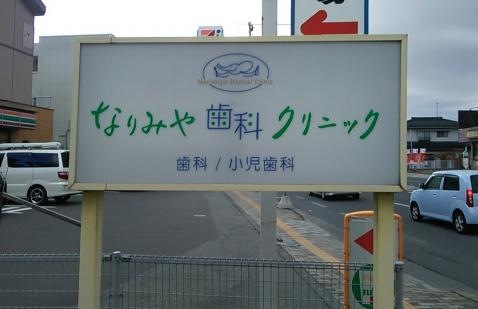 Narimiya Dental Clinic
なりみや歯科クリニック
歯科 / 小児歯科